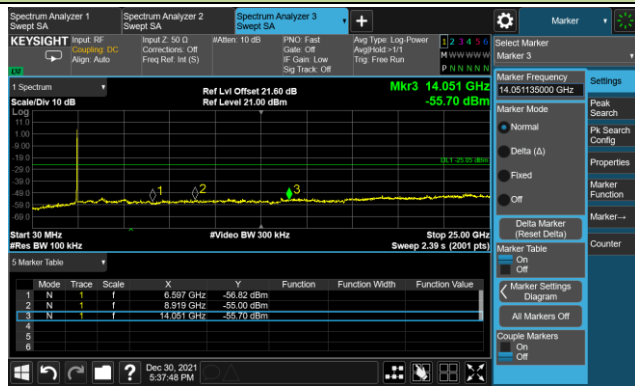 Spectrum Analyzer 1
Swept SA
Spectrum Analyzer 2
Swept SA
Spectrum Analyzer 3
Swept SA
Marker
KEYSIGHT
Input: RF
Coupling: DC
Align: Auto
Input Z: 50 Ω
Corrections: Off
Freq Ref: Int (S)
#Atten: 10 dB
PNO: Fast
Gate: Off
IF Gain: Low
Sig Track: Off
Avg Type: Log-Power
Avg|Hold:>1/1
Trig: Free Run
1 2 3 4 5 6
M W W W W W
P N N N N N
Select Marker
Marker 3
1 Spectrum
Scale/Div 10 dB
Ref Lvl Offset 21.60 dB
Ref Level 21.00 dBm
Mkr3 14.051 GHz
-55.70 dBm
Log
11.0
1.00
-9.00
-19.0
-29.0
-39.0
-49.0
-59.0
-69.0
DL1 -25.05 dBm
1
2
3
Start 30 MHz
#Res BW 100 kHz
#Video BW 300 kHz
Stop 25.00 GHz
Sweep 2.39 s (2001 pts)
5 Marker Table
Mode Trace Scale X Y Function Function Width Function Value
1 N 1 f 6.597 GHz -56.82 dBm
2 N 1 f 8.919 GHz -55.00 dBm
3 N 1 f 14.051 GHz -55.70 dBm
4
5
6
Dec 30, 2021
5:37:48 PM
Marker Frequency
14.051135000 GHz
Marker Mode
Normal
Delta (Δ)
Fixed
Off
Delta Marker
(Reset Delta)
Marker Table
On
Off
Marker Settings
Diagram
All Markers Off
Couple Markers
On
Off
Settings
Peak
Search
Pk Search
Config
Properties
Marker
Function
Marker→
Counter